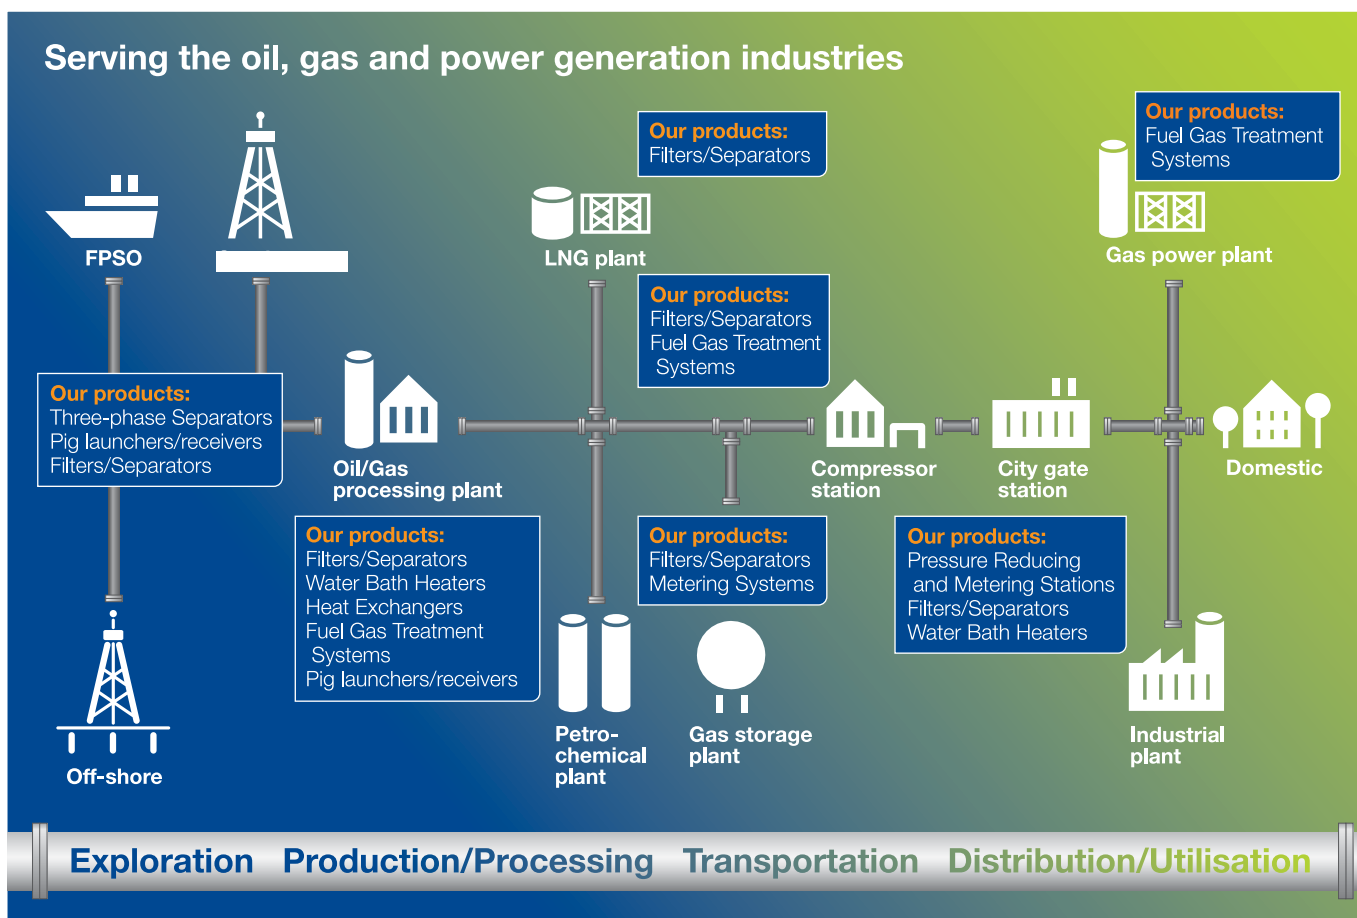 Serving the oil, gas and power generation industries
FPSO
Our products:
Three-phase Separators
Pig launchers/receivers
Filters/Separators
Off-shore
Oil/Gas
processing plant
Our products:
Filters/Separators
Water Bath Heaters
Heat Exchangers
Fuel Gas Treatment
Systems
Pig launchers/receivers
LNG plant
Our products:
Filters/Separators
Our products:
Filters/Separators
Fuel Gas Treatment
Systems
Petro-
chemical
plant
Our products:
Filters/Separators
Metering Systems
Gas storage
plant
Compressor
station
City gate
station
Our products:
Pressure Reducing
and Metering Stations
Filters/Separators
Water Bath Heaters
Our products:
Fuel Gas Treatment
Systems
Gas power plant
Domestic
Industrial
plant
Exploration Production/Processing Transportation Distribution/Utilisation